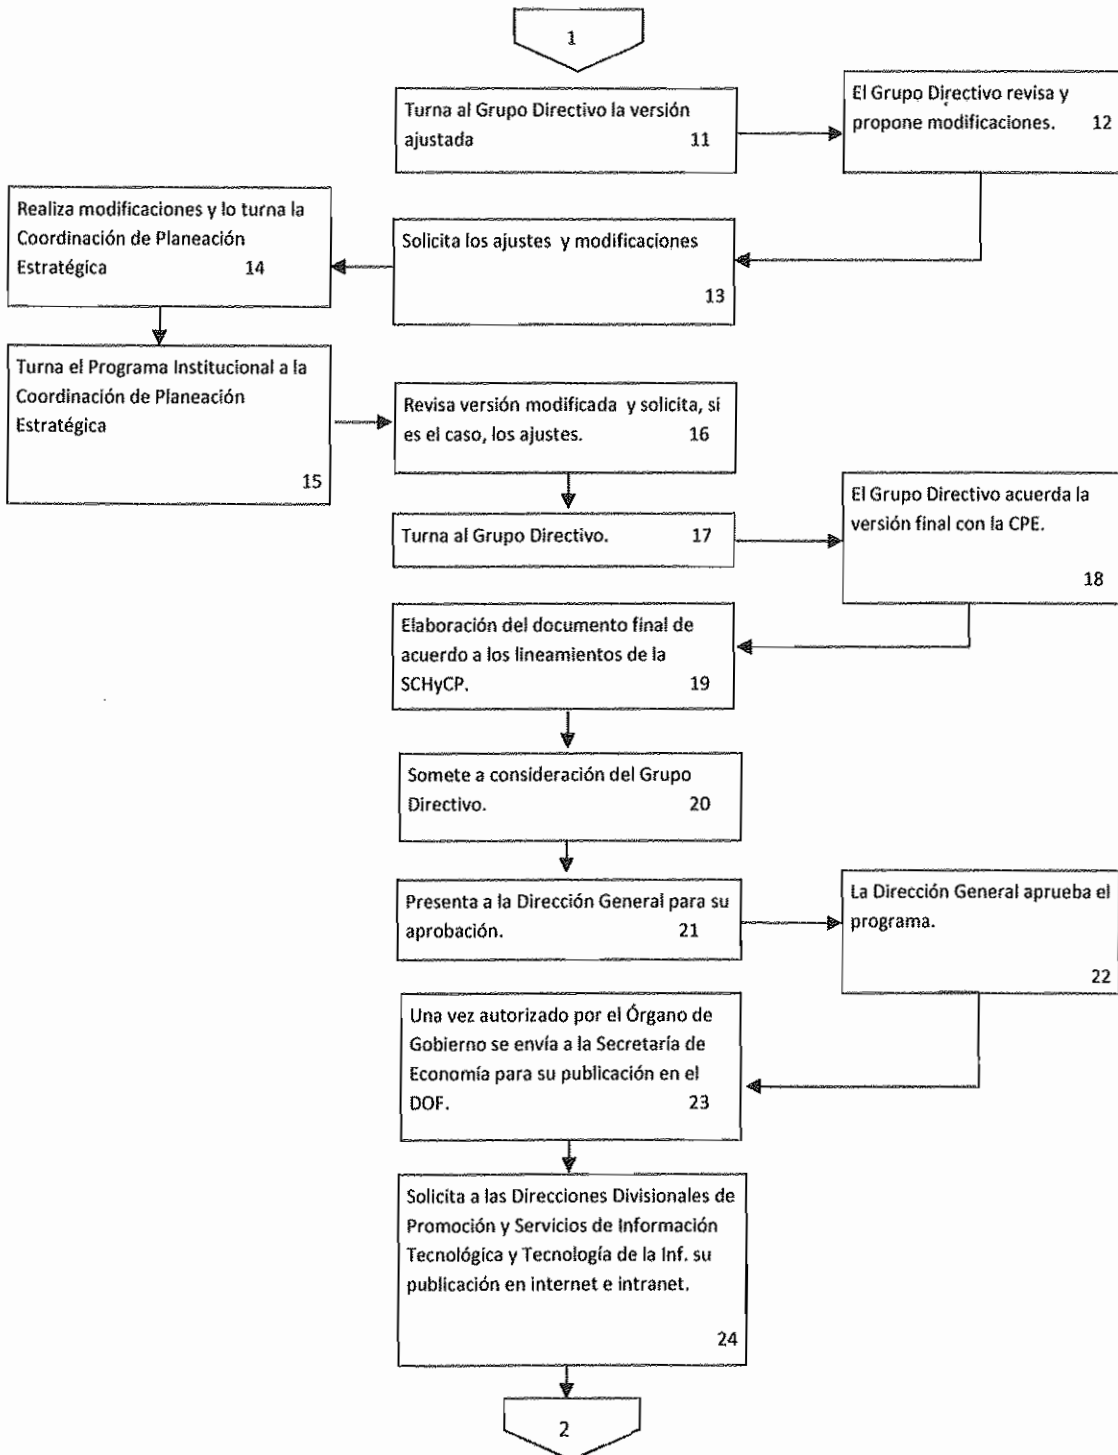 1
Turna al Grupo Directivo la versión
ajustada 11
El Grupo Directivo revisa y
propone modificaciones. 12
Solicita los ajustes y modificaciones
13
Realiza modificaciones y lo turna la
Coordinación de Planeación
Estratégica 14
Turna el Programa Institucional a la
Coordinación de Planeación
Estratégica
15
Revisa versión modificada y solicita, si
es el caso, los ajustes. 16
Turna al Grupo Directivo. 17
El Grupo Directivo acuerda la
versión final con la CPE.
18
Elaboración del documento final de
acuerdo a los lineamientos de la
SCHyCP. 19
Somete a consideración del Grupo
Directivo. 20
Presenta a la Dirección General para su
aprobación. 21
La Dirección General aprueba el
programa.
22
Una vez autorizado por el Órgano de
Gobierno se envía a la Secretaría de
Economía para su publicación en el
DOF. 23
Solicita a las Direcciones Divisionales de
Promoción y Servicios de Información
Tecnológica y Tecnología de la Inf. su
publicación en internet e intranet.
24
2